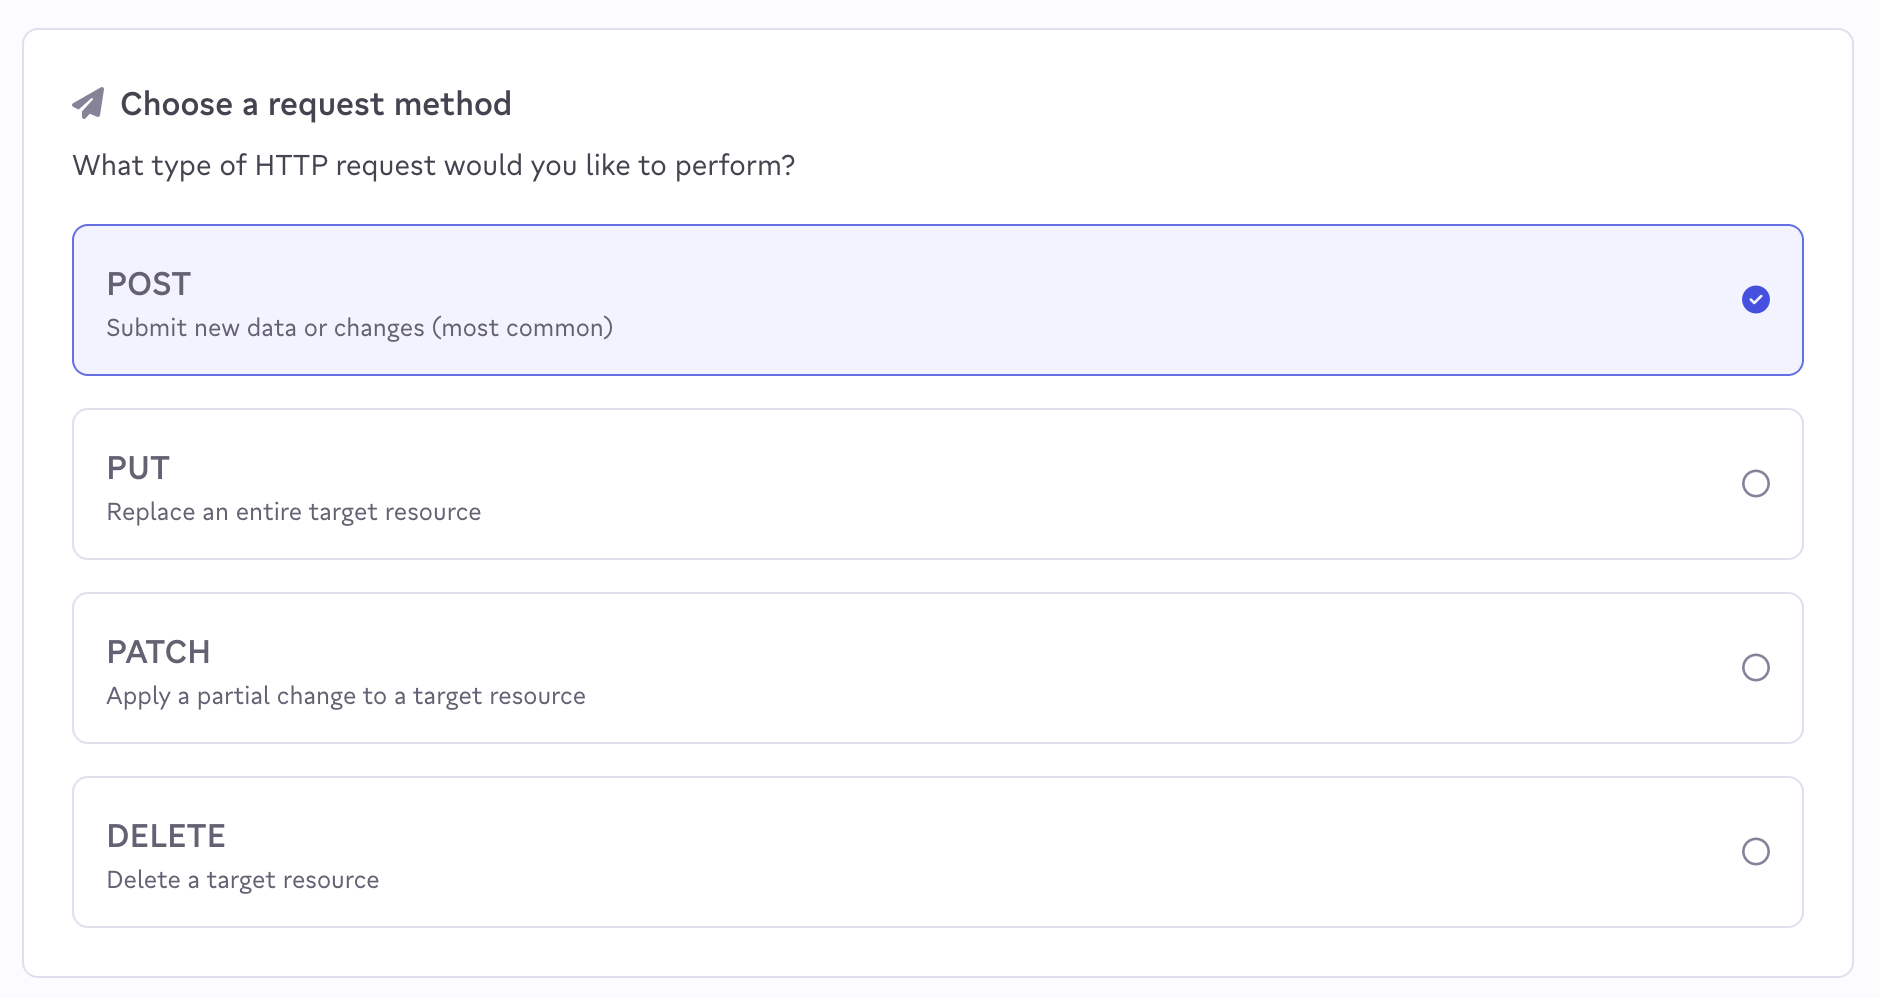 Choose a request method
What type of HTTP request would you like to perform?
POST
Submit new data or changes (most common)
PUT
Replace an entire target resource
PATCH
Apply a partial change to a target resource
DELETE
Delete a target resource